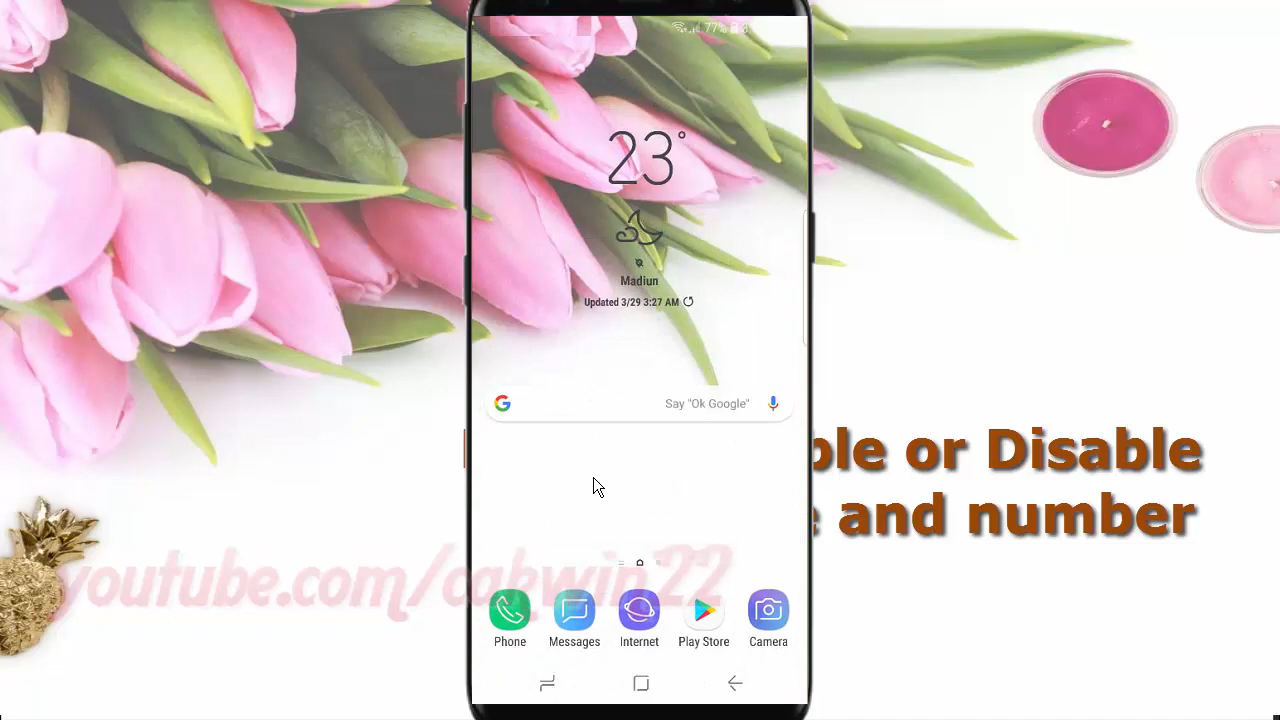 77%
23°
Madiun
Updated 3/29 3:27 AM
Say "Ok Google"
or Disable
and number
youtube.com/cakwin22
Phone
Messages
Internet
Play Store
Camera